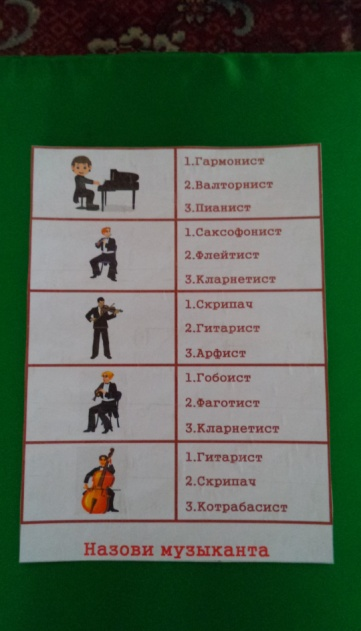 1.Гармонист
2.Валторнист
3.Пианист
1.Саксофонист
2.Флейтист
3.Кларнетист
1.Скрипач
2.Гитарист
3.Арфист
1.Гобоист
2.Фаготист
3.Кларнетист
1.Гитарист
2.Скрипач
3.Котрабасист
Назови музыканта